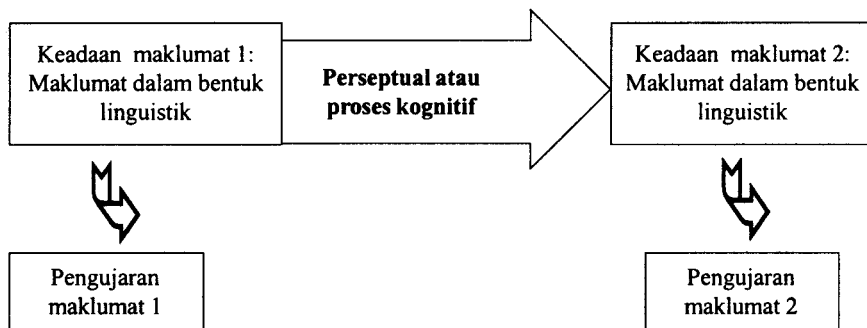 Keadaan maklumat 1:
Maklumat dalam bentuk
linguistik
Perseptual atau
proses kognitif
Keadaan maklumat 2:
Maklumat dalam bentuk
linguistik
Pengujaran
maklumat 1
Pengujaran
maklumat 2